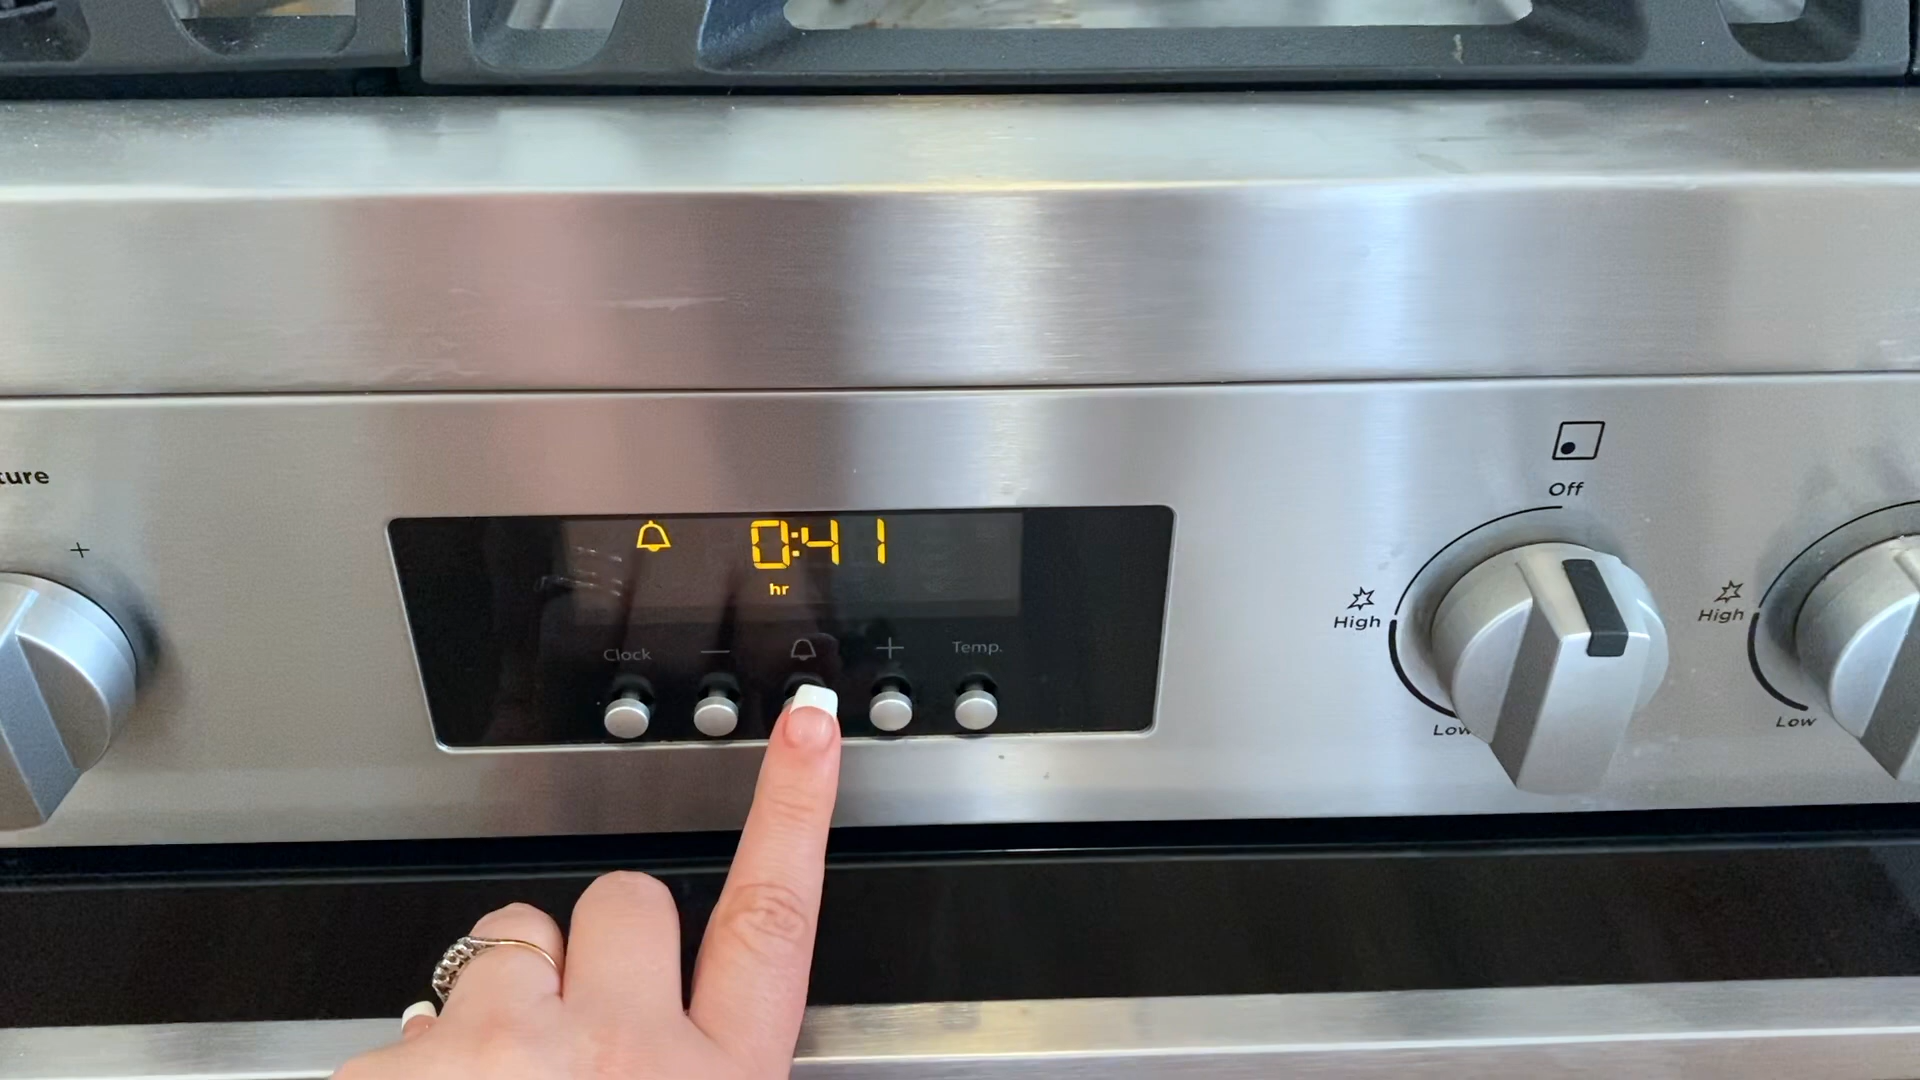 ture
+
Off
0:41
hr
High
High
Clock — + Temp.
Low
Low